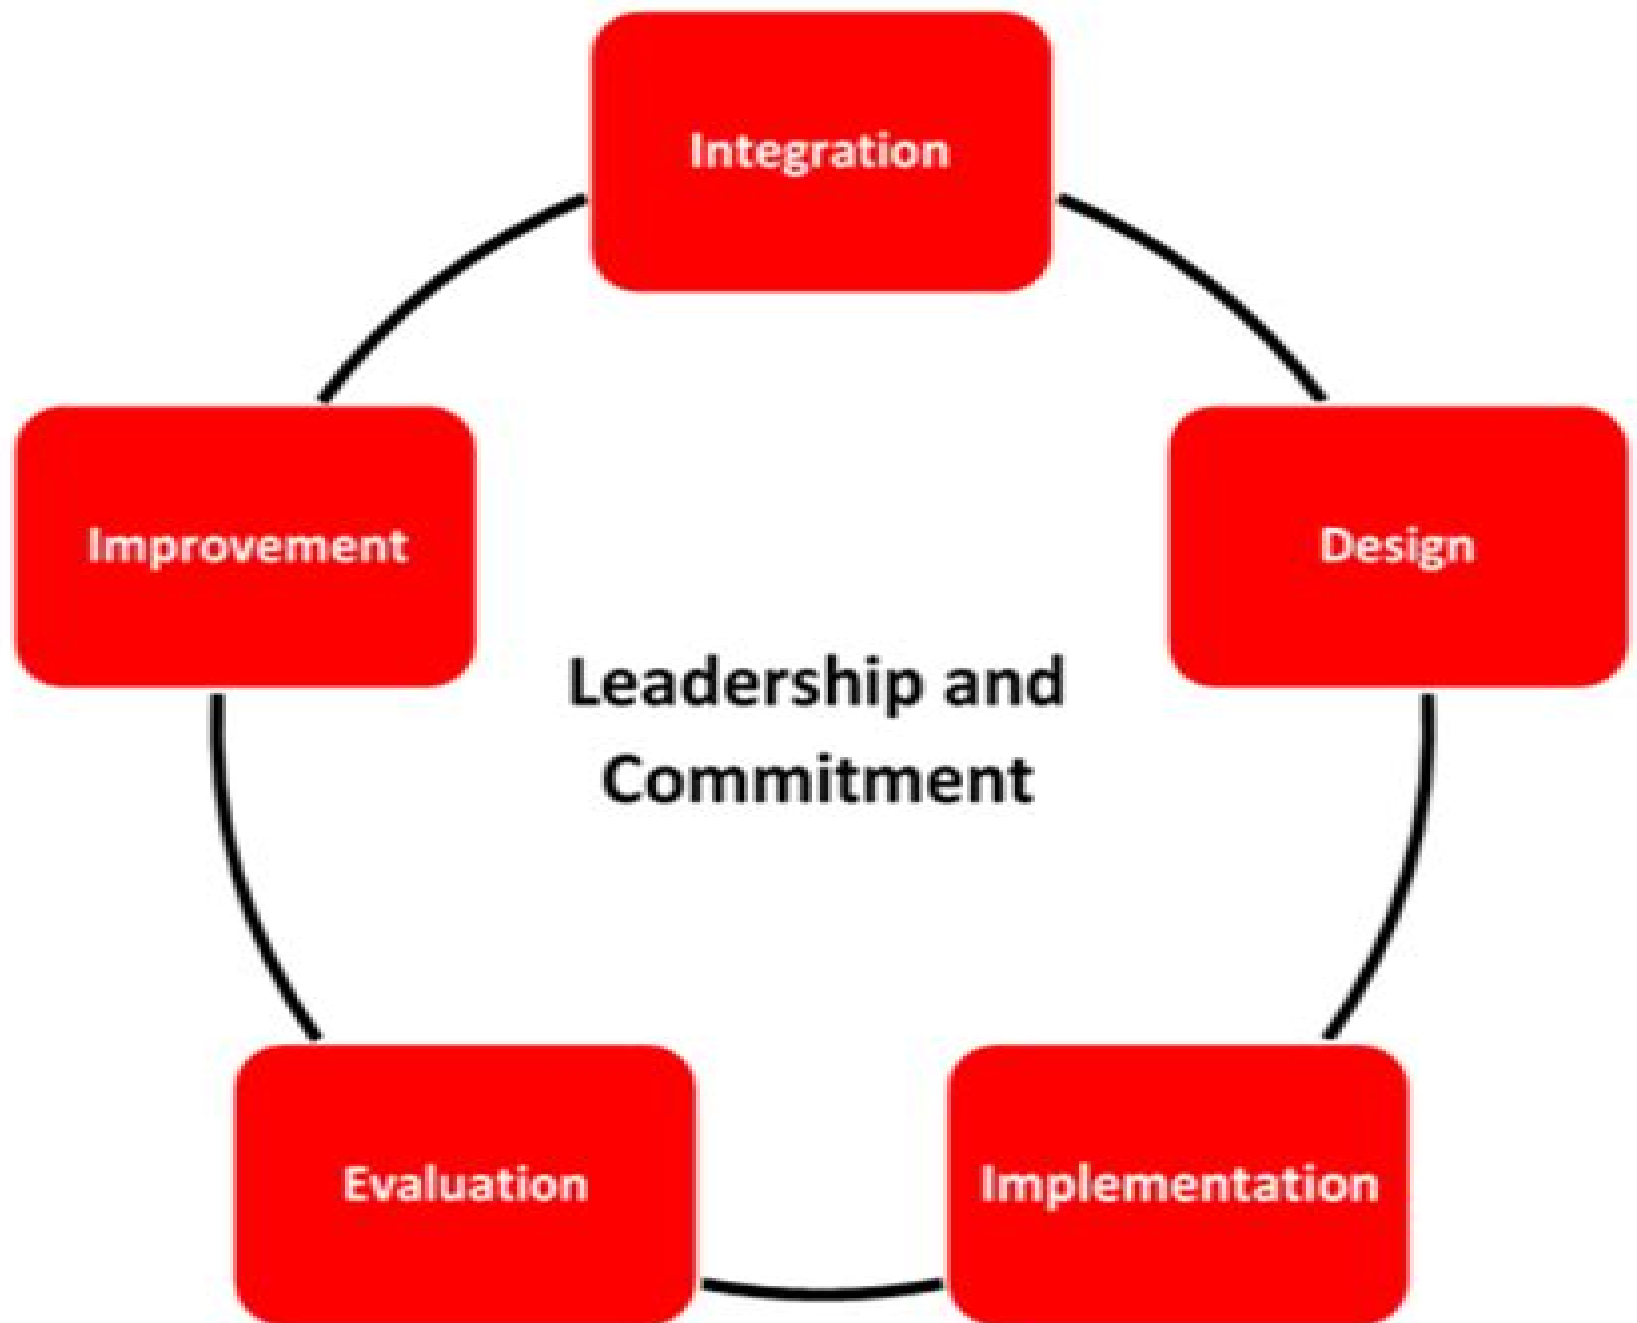 Integration
Improvement
Design
Leadership and
Commitment
Evaluation
Implementation